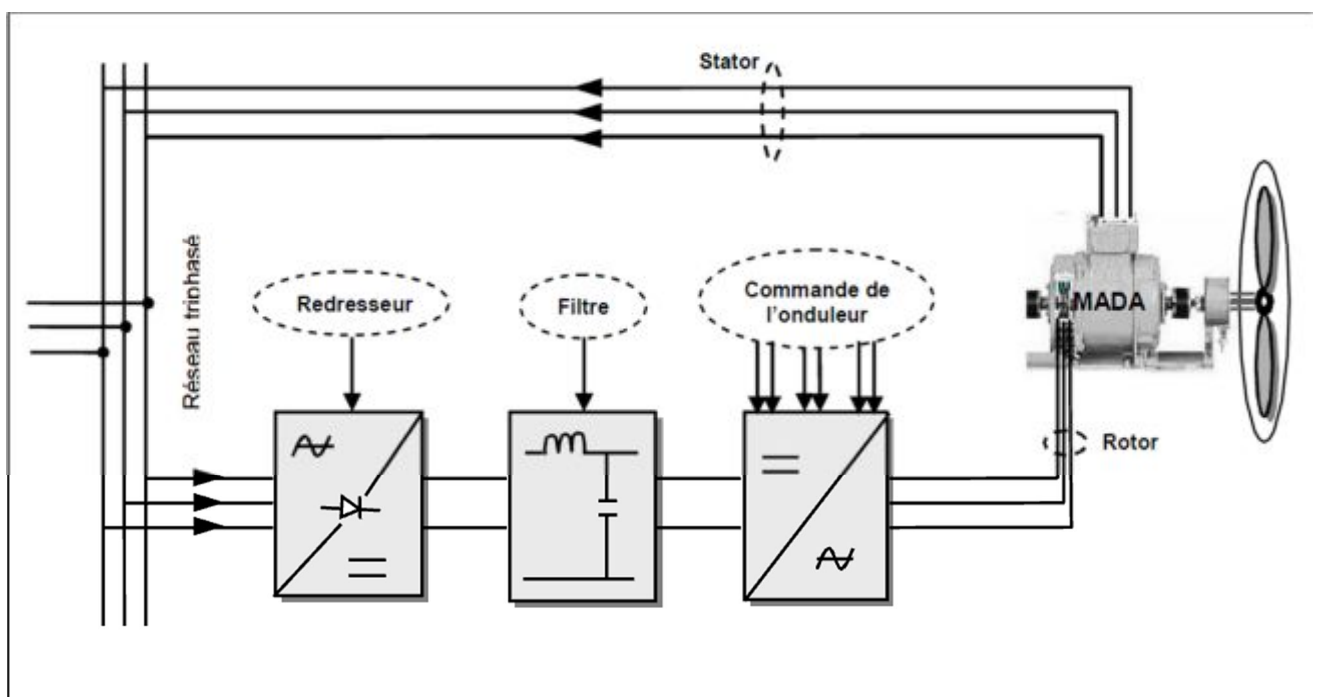 Stator
Réseau triphasé
Redresseur
Filtre
Commande de
l'onduleur
MADA
Rotor